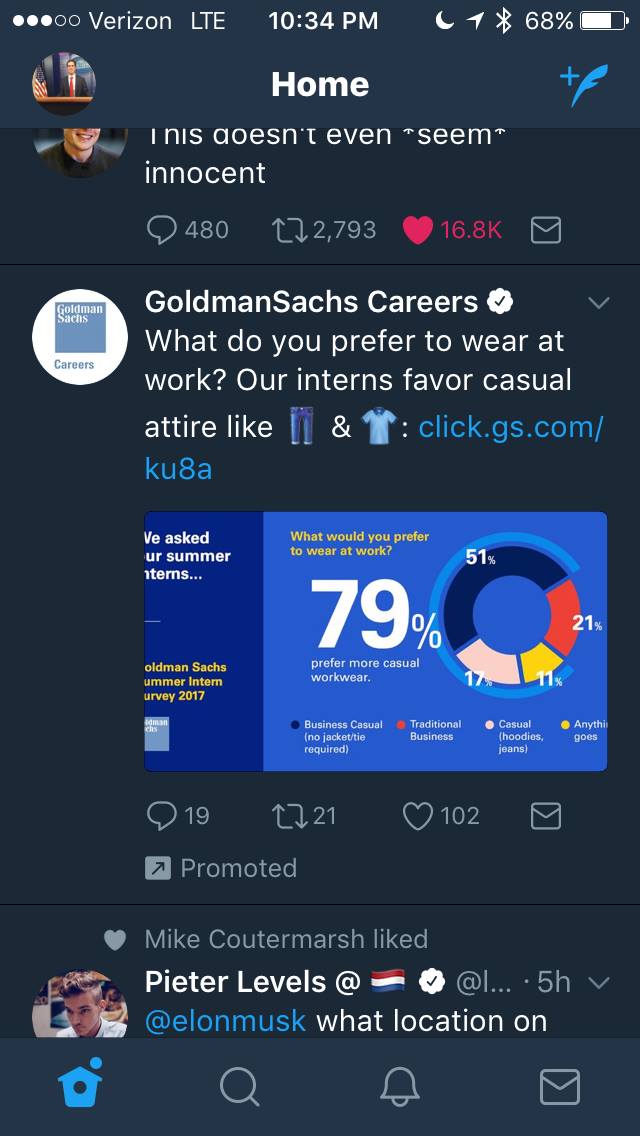 Verizon LTE 10:34 PM 68%
Home
This doesn't even *seem*
innocent
480 2,793 16.8K
Goldman
Sachs
Careers
GoldmanSachs Careers
What do you prefer to wear at
work? Our interns favor casual
attire like 👖 & 👕: click.gs.com/
ku8a
We asked
ur summer
nterns...
oldman Sachs
ummer Intern
urvey 2017
ldman
chs
What would you prefer
to wear at work?
79%
prefer more casual
workwear.
51%
21%
17%
11%
Business Casual
(no jacket/tie
required)
Traditional
Business
Casual
(hoodies,
jeans)
Anythi
goes
19 21 102
Promoted
Mike Coutermarsh liked
Pieter Levels @ 🇳🇱 @l... · 5h
@elonmusk what location on